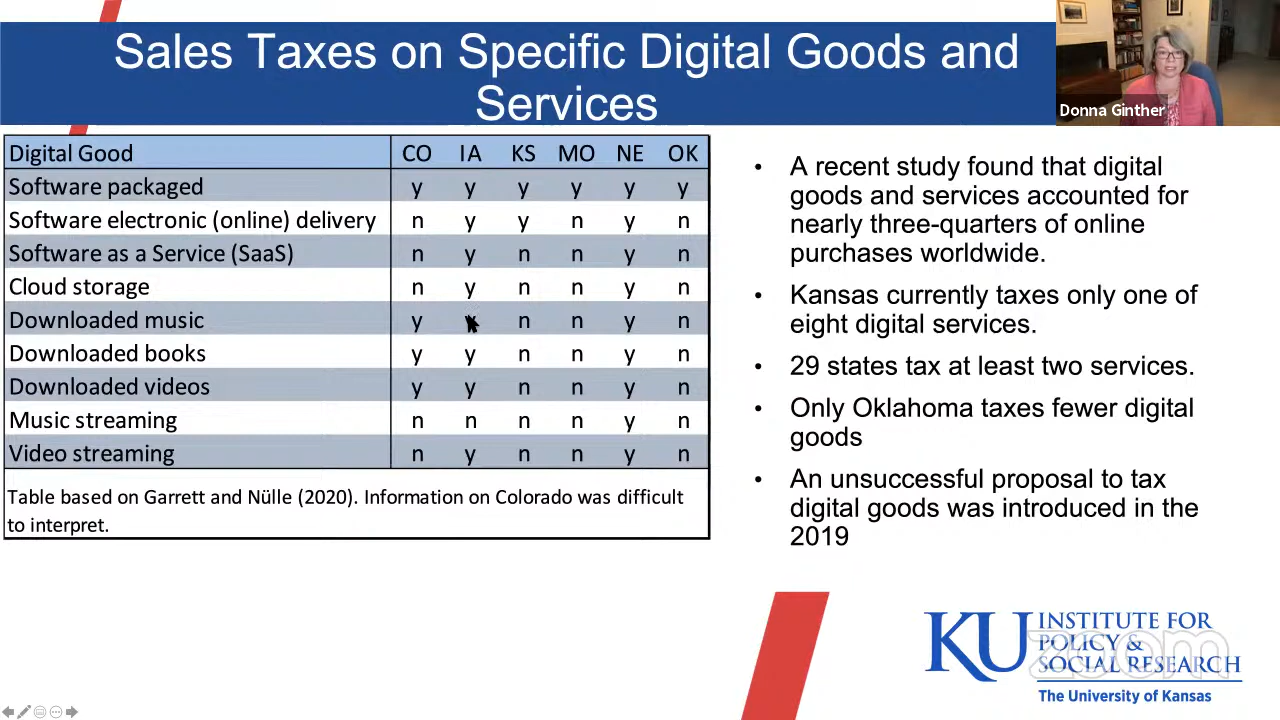 Sales Taxes on Specific Digital Goods and
Services
Donna Ginther
Digital Good CO IA KS MO NE OK
Software packaged y y y y y y
Software electronic (online) delivery n y y n y n
Software as a Service (SaaS) n y n n y n
Cloud storage n y n n y n
Downloaded music y n n y n
Downloaded books y y n n y n
Downloaded videos y y n n y n
Music streaming n n n n y n
Video streaming n y n n y n
Table based on Garrett and Nülle (2020). Information on Colorado was difficult
to interpret.
• A recent study found that digital
goods and services accounted for
nearly three-quarters of online
purchases worldwide.
• Kansas currently taxes only one of
eight digital services.
• 29 states tax at least two services.
• Only Oklahoma taxes fewer digital
goods
• An unsuccessful proposal to tax
digital goods was introduced in the
2019
KU INSTITUTE FOR
POLICY &
SOCIAL RESEARCH
The University of Kansas
zoom